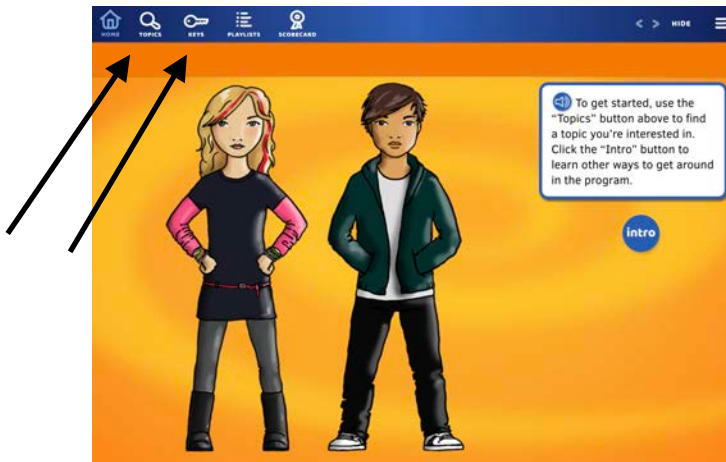 HOME TOPICS KEYS PLAYLISTS SCORECARD < > HIDE
To get started, use the
"Topics" button above to find
a topic you're interested in.
Click the "Intro" button to
learn other ways to get around
in the program.
intro